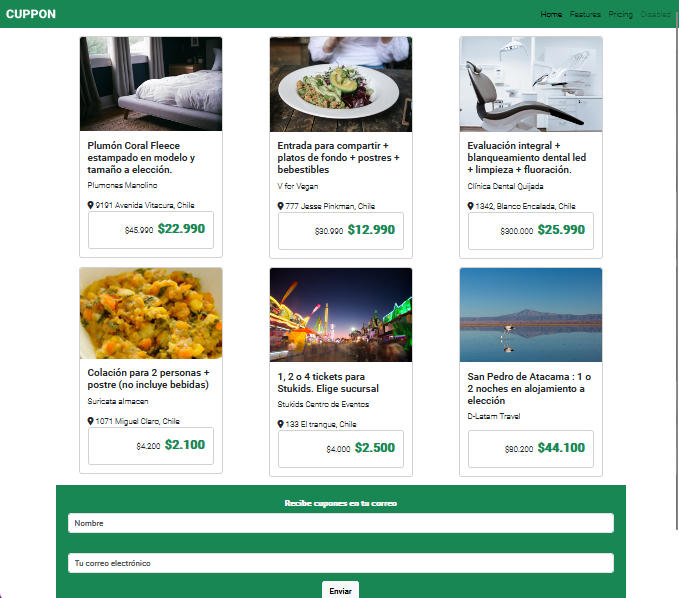 CUPPON
Home Features Pricing Disabled
Plumón Coral Fleece
estampado en modelo y
tamaño a elección.
Plumones Manolino
9191 Avenida Vitacura, Chile
$45.990 $22.990
Entrada para compartir +
platos de fondo + postres +
bebestibles
V for Vegan
777 Jesse Pinkman, Chile
$30.990 $12.990
Evaluación integral +
blanqueamiento dental led
+ limpieza + fluoración.
Clínica Dental Quijada
1342, Blanco Encalada, Chile
$300.000 $25.990
Colación para 2 personas +
postre (no incluye bebidas)
Suricata almacen
1071 Miguel Claro, Chile
$4.200 $2.100
1, 2 o 4 tickets para
Stukids. Elige sucursal
Stukids Centro de Eventos
133 El tranque, Chile
$4.000 $2.500
San Pedro de Atacama : 1 o
2 noches en alojamiento a
elección
D-Latam Travel
$80.200 $44.100
Recibe cupones en tu correo
Nombre
Tu correo electrónico
Enviar